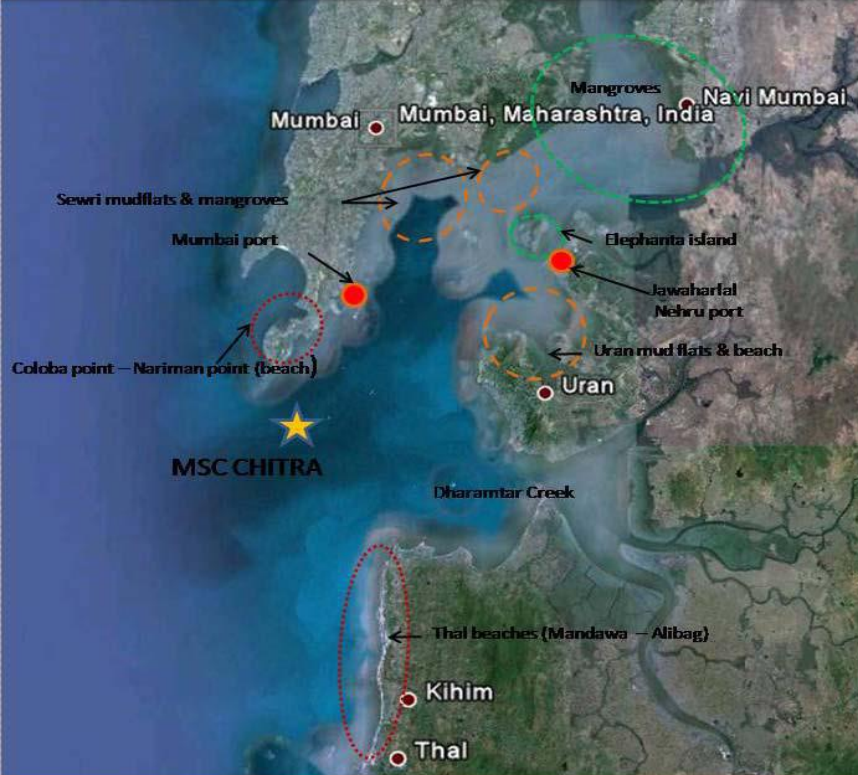 Mangroves
Navi Mumbai
Mumbai
Mumbai, Maharashtra, India
Sewri mudflats & mangroves
Mumbai port
Elephanta island
Jawaharlal
Nehru port
Uran mud flats & beach
Coloba point – Nariman point (beach)
Uran
MSC CHITRA
Dharamtar Creek
Thal beaches (Mandawa – Alibag)
Kihim
Thal